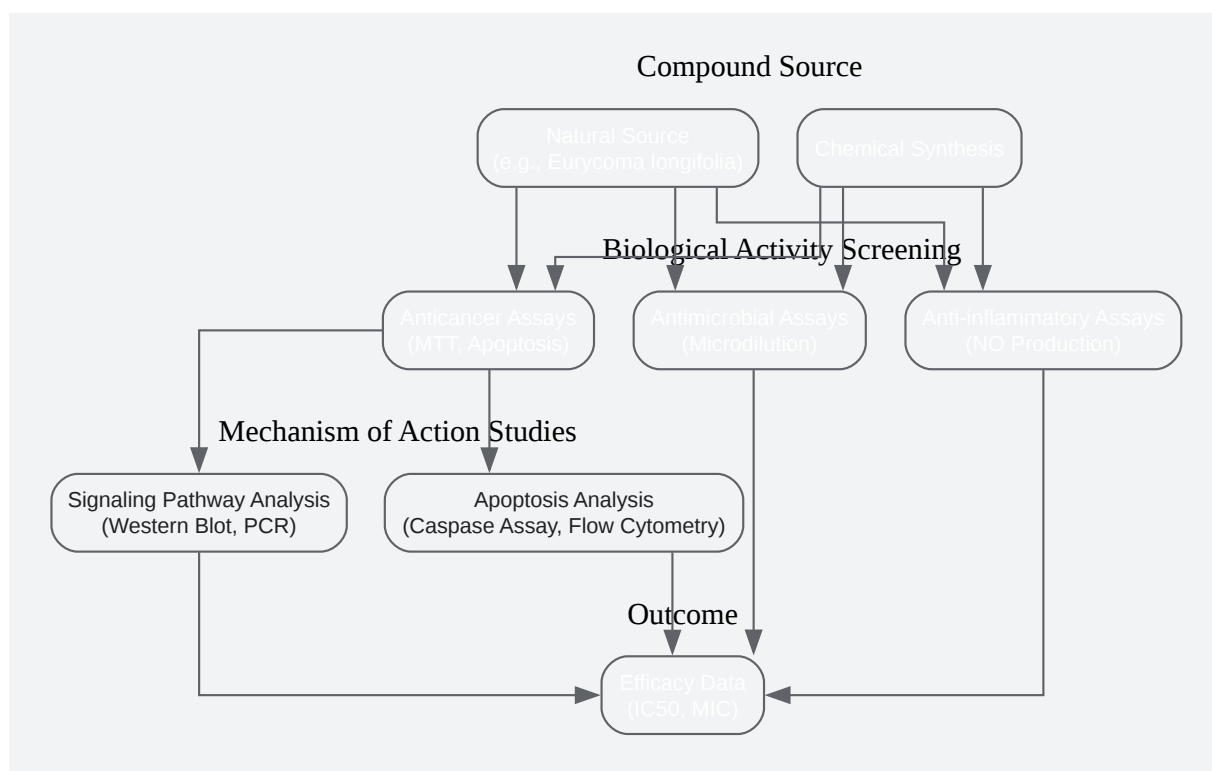 Compound Source
Natural Source
(e.g., Eurycoma longifolia)
Chemical Synthesis
Biological Activity Screening
Anticancer Assays
(MTT, Apoptosis)
Antimicrobial Assays
(Microdilution)
Anti-inflammatory Assays
(NO Production)
Mechanism of Action Studies
Signaling Pathway Analysis
(Western Blot, PCR)
Apoptosis Analysis
(Caspase Assay, Flow Cytometry)
Outcome
Efficacy Data
(IC50, MIC)